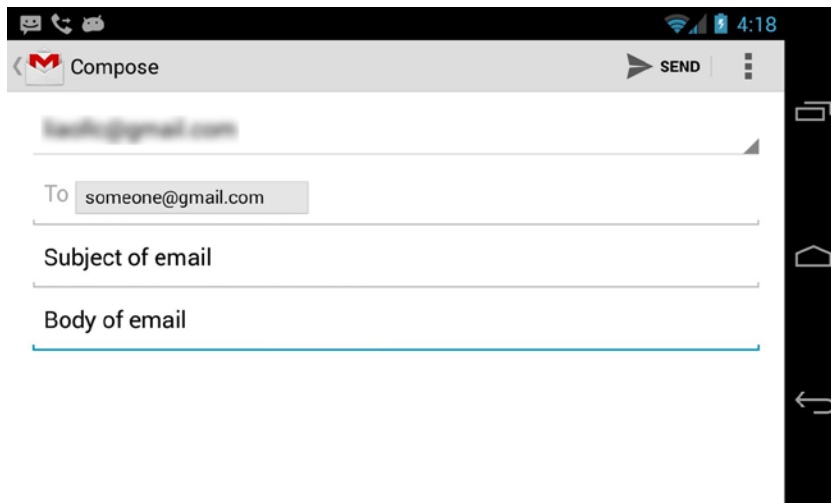 4:18
Compose SEND
To someone@gmail.com
Subject of email
Body of email